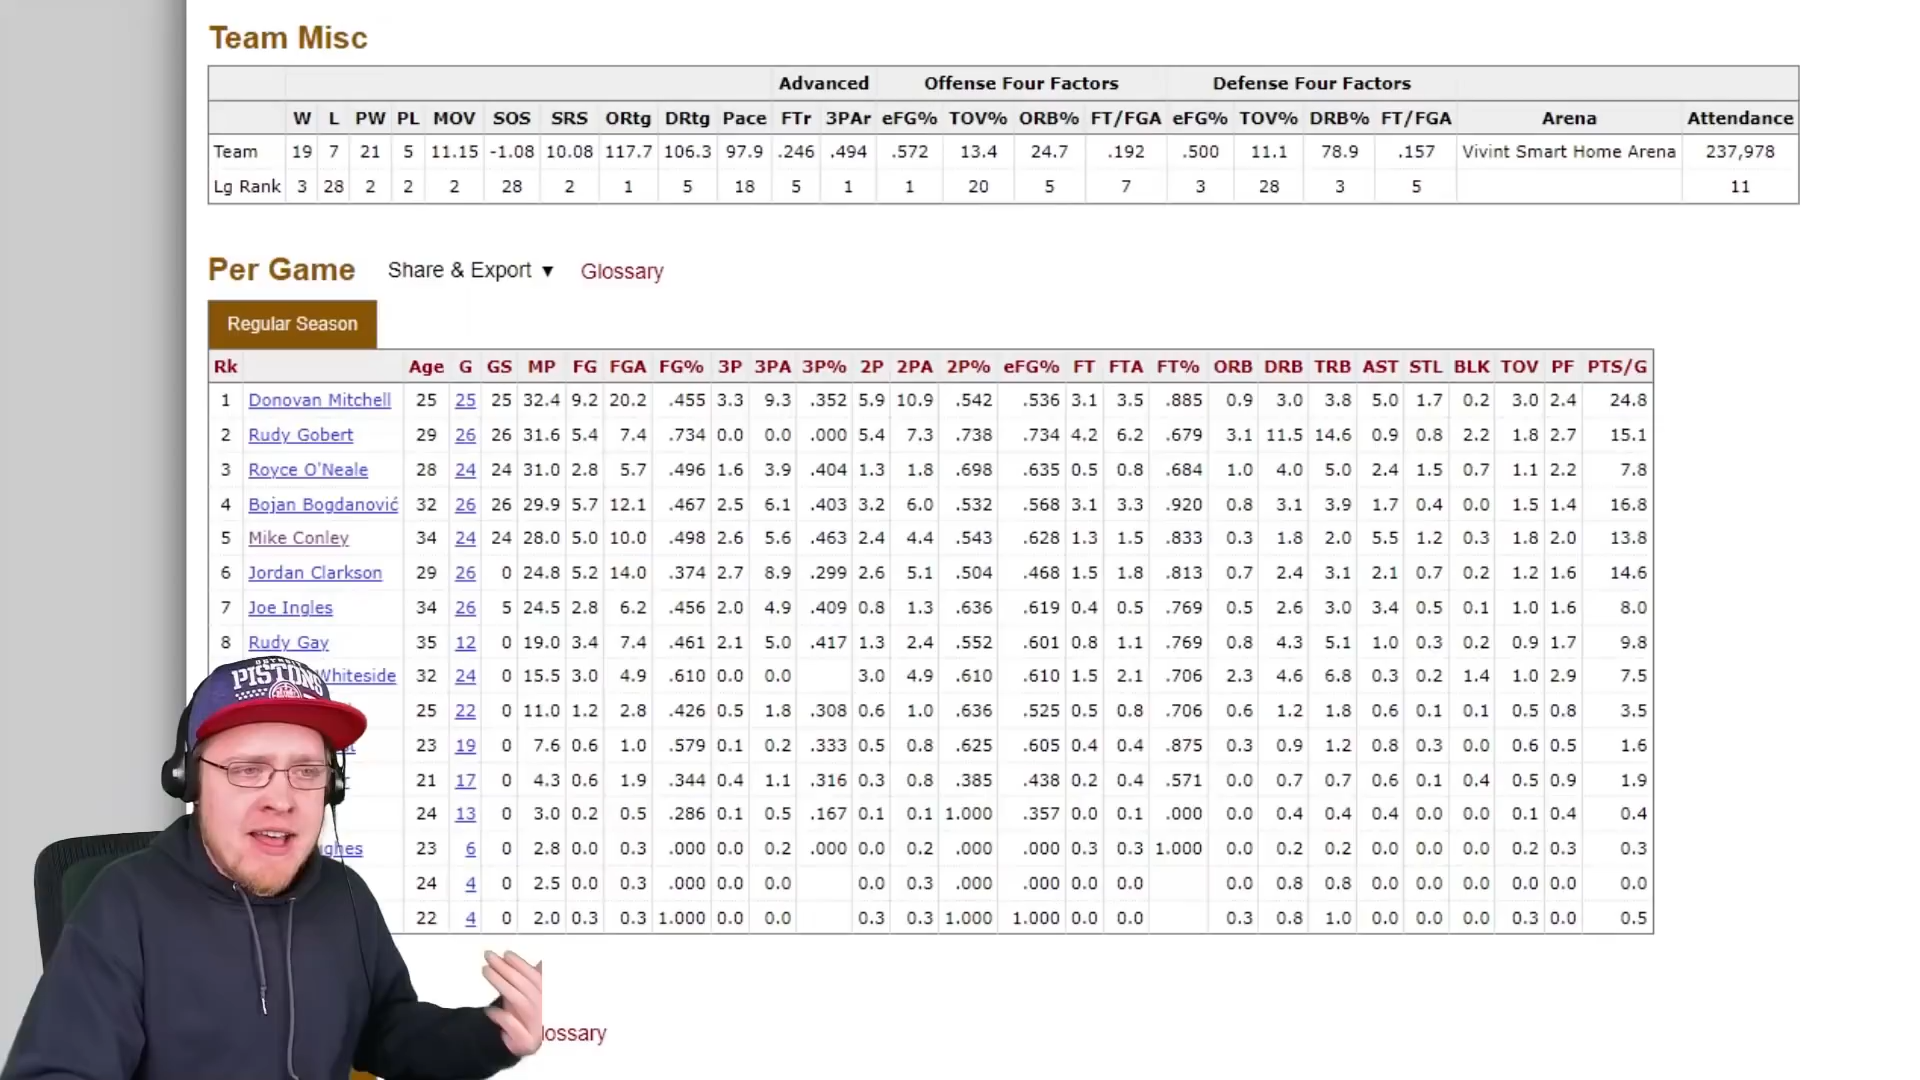 Team Misc
Advanced Offense Four Factors Defense Four Factors
W L PW PL MOV SOS SRS ORtg DRtg Pace FTr 3PAr eFG% TOV% ORB% FT/FGA eFG% TOV% DRB% FT/FGA Arena Attendance
Team 19 7 21 5 11.15 -1.08 10.08 117.7 106.3 97.9 .246 .494 .572 13.4 24.7 .192 .500 11.1 78.9 .157 Vivint Smart Home Arena 237,978
Lg Rank 3 28 2 2 2 28 2 1 5 18 5 1 1 20 5 7 3 28 3 5 11
Per Game Share & Export ▼ Glossary
Regular Season
Rk Age G GS MP FG FGA FG% 3P 3PA 3P% 2P 2PA 2P% eFG% FT FTA FT% ORB DRB TRB AST STL BLK TOV PF PTS/G
1 Donovan Mitchell 25 25 25 32.4 9.2 20.2 .455 3.3 9.3 .352 5.9 10.9 .542 .536 3.1 3.5 .885 0.9 3.0 3.8 5.0 1.7 0.2 3.0 2.4 24.8
2 Rudy Gobert 29 26 26 31.6 5.4 7.4 .734 0.0 0.0 .000 5.4 7.3 .738 .734 4.2 6.2 .679 3.1 11.5 14.6 0.9 0.8 2.2 1.8 2.7 15.1
3 Royce O'Neale 28 24 24 31.0 2.8 5.7 .496 1.6 3.9 .404 1.3 1.8 .698 .635 0.5 0.8 .684 1.0 4.0 5.0 2.4 1.5 0.7 1.1 2.2 7.8
4 Bojan Bogdanović 32 26 26 29.9 5.7 12.1 .467 2.5 6.1 .403 3.2 6.0 .532 .568 3.1 3.3 .920 0.8 3.1 3.9 1.7 0.4 0.0 1.5 1.4 16.8
5 Mike Conley 34 24 24 28.0 5.0 10.0 .498 2.6 5.6 .463 2.4 4.4 .543 .628 1.3 1.5 .833 0.3 1.8 2.0 5.5 1.2 0.3 1.8 2.0 13.8
6 Jordan Clarkson 29 26 0 24.8 5.2 14.0 .374 2.7 8.9 .299 2.6 5.1 .504 .468 1.5 1.8 .813 0.7 2.4 3.1 2.1 0.7 0.2 1.2 1.6 14.6
7 Joe Ingles 34 26 5 24.5 2.8 6.2 .456 2.0 4.9 .409 0.8 1.3 .636 .619 0.4 0.5 .769 0.5 2.6 3.0 3.4 0.5 0.1 1.0 1.6 8.0
8 Rudy Gay 35 12 0 19.0 3.4 7.4 .461 2.1 5.0 .417 1.3 2.4 .552 .601 0.8 1.1 .769 0.8 4.3 5.1 1.0 0.3 0.2 0.9 1.7 9.8
Whiteside 32 24 0 15.5 3.0 4.9 .610 0.0 0.0 3.0 4.9 .610 .610 1.5 2.1 .706 2.3 4.6 6.8 0.3 0.2 1.4 1.0 2.9 7.5
25 22 0 11.0 1.2 2.8 .426 0.5 1.8 .308 0.6 1.0 .636 .525 0.5 0.8 .706 0.6 1.2 1.8 0.6 0.1 0.1 0.5 0.8 3.5
23 19 0 7.6 0.6 1.0 .579 0.1 0.2 .333 0.5 0.8 .625 .605 0.4 0.4 .875 0.3 0.9 1.2 0.8 0.3 0.0 0.6 0.5 1.6
21 17 0 4.3 0.6 1.9 .344 0.4 1.1 .316 0.3 0.8 .385 .438 0.2 0.4 .571 0.0 0.7 0.7 0.6 0.1 0.4 0.5 0.9 1.9
24 13 0 3.0 0.2 0.5 .286 0.1 0.5 .167 0.1 0.1 1.000 .357 0.0 0.1 .000 0.0 0.4 0.4 0.4 0.0 0.0 0.1 0.4 0.4
ghes 23 6 0 2.8 0.0 0.3 .000 0.0 0.2 .000 0.0 0.2 .000 .000 0.3 0.3 1.000 0.0 0.2 0.2 0.0 0.0 0.0 0.2 0.3 0.3
24 4 0 2.5 0.0 0.3 .000 0.0 0.0 0.0 0.3 .000 .000 0.0 0.0 0.0 0.8 0.8 0.0 0.0 0.0 0.0 0.0 0.0
22 4 0 2.0 0.3 0.3 1.000 0.0 0.0 0.3 0.3 1.000 1.000 0.0 0.0 0.3 0.8 1.0 0.0 0.0 0.0 0.3 0.0 0.5
lossary
PISTONS